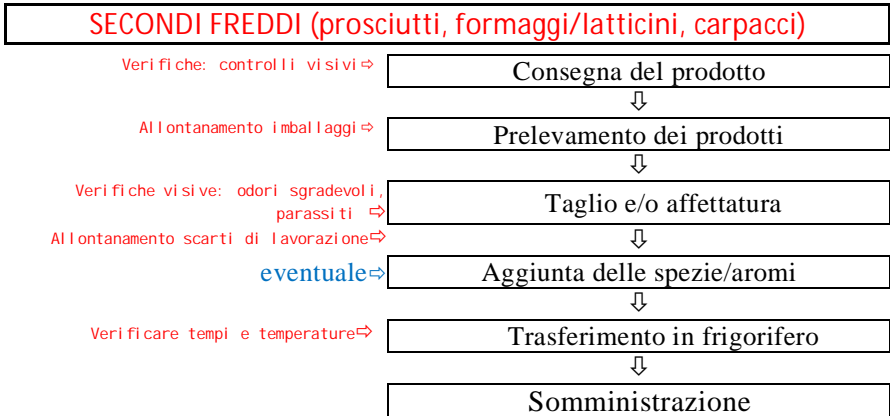 SECONDI FREDDI (prosciutti, formaggi/latticini, carpacci)
Verifiche: controlli visivi⇨ Consegna del prodotto
⇩
Allontanamento imballaggi⇨ Prelevamento dei prodotti
⇩
Verifiche visive: odori sgradevoli,
parassiti ⇨ Taglio e/o affettatura
Allontanamento scarti di lavorazione⇨ ⇩
eventuale⇨ Aggiunta delle spezie/aromi
⇩
Verificare tempi e temperature⇨ Trasferimento in frigorifero
⇩
Somministrazione